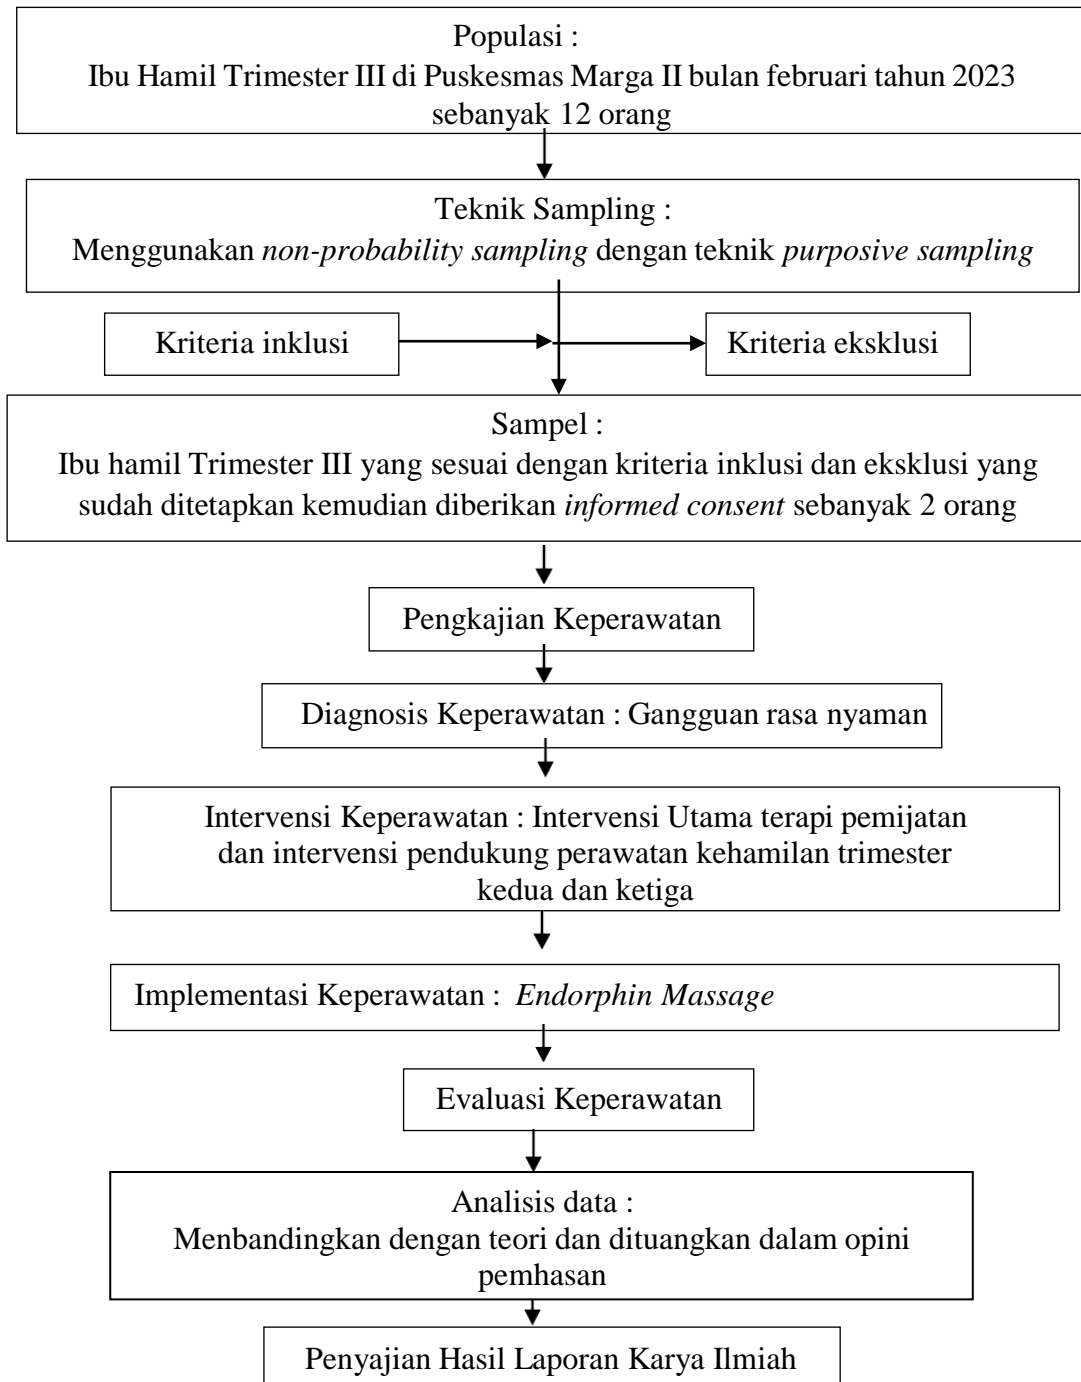 Populasi :
Ibu Hamil Trimester III di Puskesmas Marga II bulan februari tahun 2023
sebanyak 12 orang
Teknik Sampling :
Menggunakan non-probability sampling dengan teknik purposive sampling
Kriteria inklusi
Kriteria eksklusi
Sampel :
Ibu hamil Trimester III yang sesuai dengan kriteria inklusi dan eksklusi yang
sudah ditetapkan kemudian diberikan informed consent sebanyak 2 orang
Pengkajian Keperawatan
Diagnosis Keperawatan : Gangguan rasa nyaman
Intervensi Keperawatan : Intervensi Utama terapi pemijatan
dan intervensi pendukung perawatan kehamilan trimester
kedua dan ketiga
Implementasi Keperawatan : Endorphin Massage
Evaluasi Keperawatan
Analisis data :
Menbandingkan dengan teori dan dituangkan dalam opini
pemhasan
Penyajian Hasil Laporan Karya Ilmiah